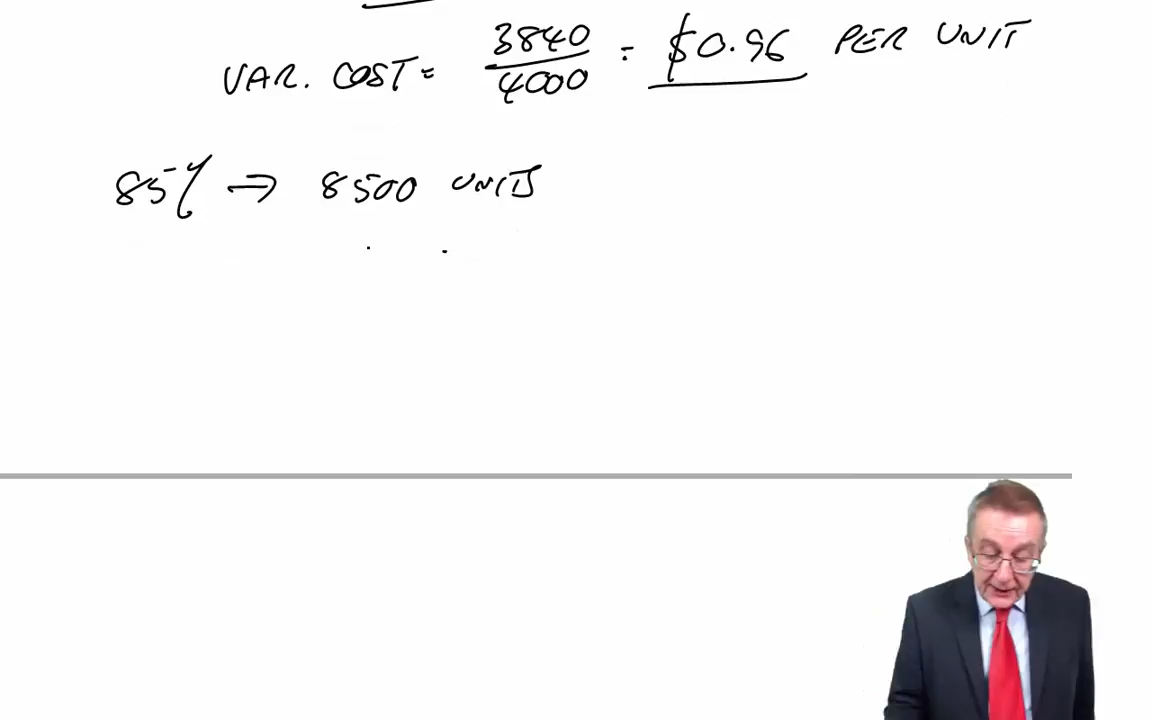 VAR. COST = 3840/4000 = $0.96 PER UNIT
85% ⇒ 8500 UNITS